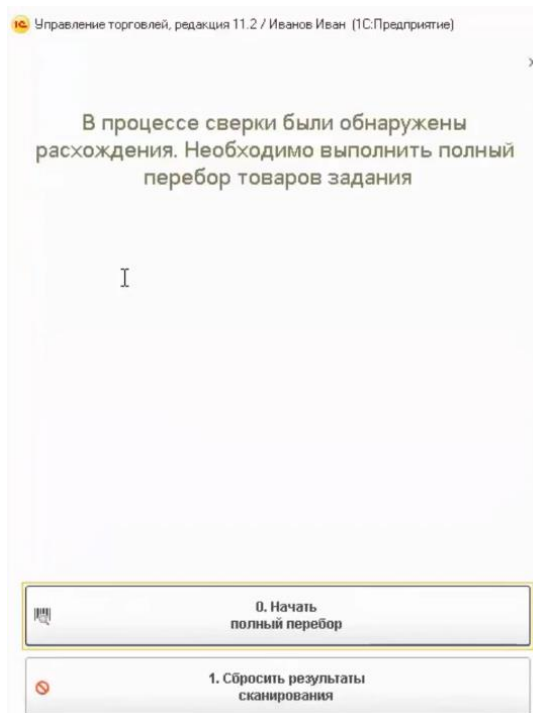 1С Управление торговлей, редакция 11.2 / Иванов Иван (1С:Предприятие)
В процессе сверки были обнаружены
расхождения. Необходимо выполнить полный
перебор товаров задания
0. Начать
полный перебор
1. Сбросить результаты
сканирования